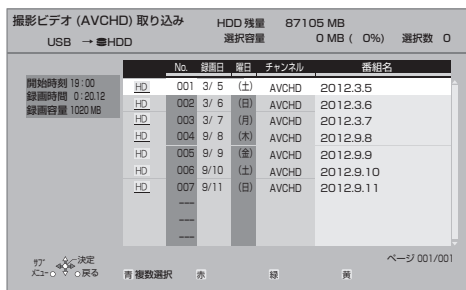 撮影ビデオ (AVCHD) 取り込み HDD 残量 87105 MB
USB → HDD 選択容量 0 MB ( 0%) 選択数 0
No. 録画日 曜日 チャンネル 番組名
開始時刻 19:00
録画時間 0:20.12
録画容量 1020 MB
HD 001 3/ 5 (土) AVCHD 2012.3.5
HD 002 3/ 6 (日) AVCHD 2012.3.6
HD 003 3/ 7 (月) AVCHD 2012.3.7
HD 004 9/ 8 (木) AVCHD 2012.9.8
HD 005 9/ 9 (金) AVCHD 2012.9.9
HD 006 9/10 (土) AVCHD 2012.9.10
HD 007 9/11 (日) AVCHD 2012.9.11
---
---
---
ページ 001/001
サブ メニュー 決定 戻る
青 複数選択 赤 緑 黄